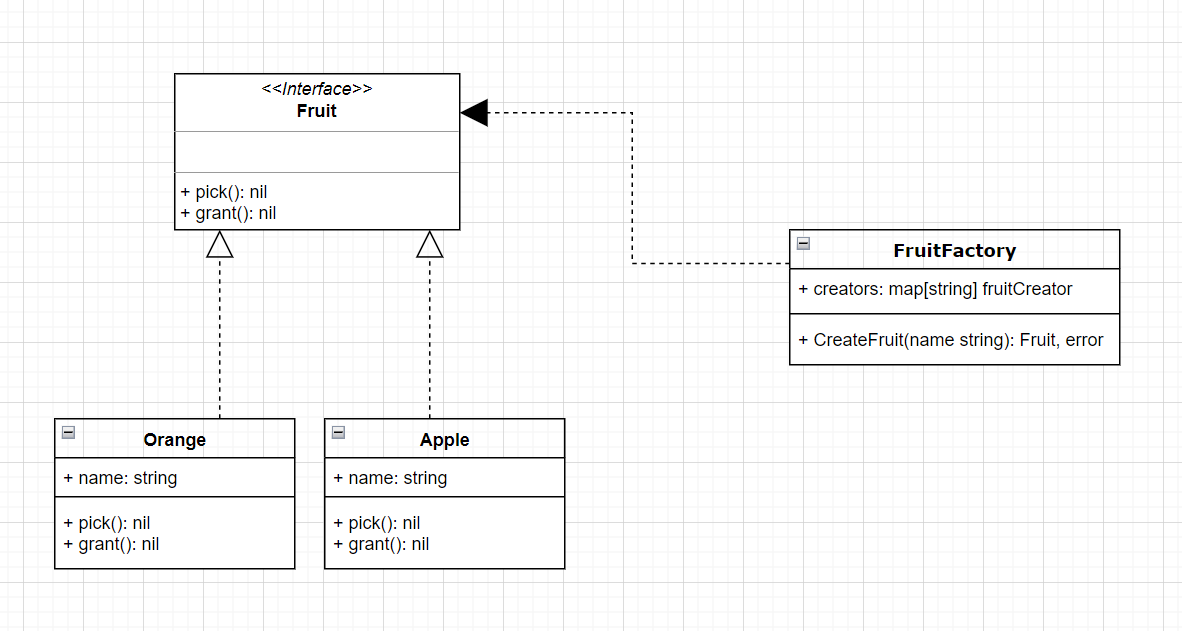 <<Interface>>
Fruit
+ pick(): nil
+ grant(): nil
FruitFactory
+ creators: map[string] fruitCreator
+ CreateFruit(name string): Fruit, error
Orange
+ name: string
+ pick(): nil
+ grant(): nil
Apple
+ name: string
+ pick(): nil
+ grant(): nil